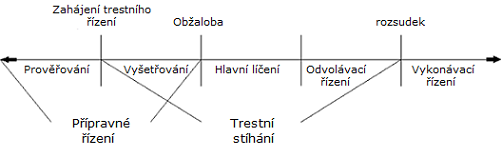 Zahájení trestního
řízení
Obžaloba
rozsudek
Prověřování
Vyšetřování
Hlavní líčení
Odvolávací
řízení
Vykonávací
řízení
Přípravné
řízení
Trestní
stíhání